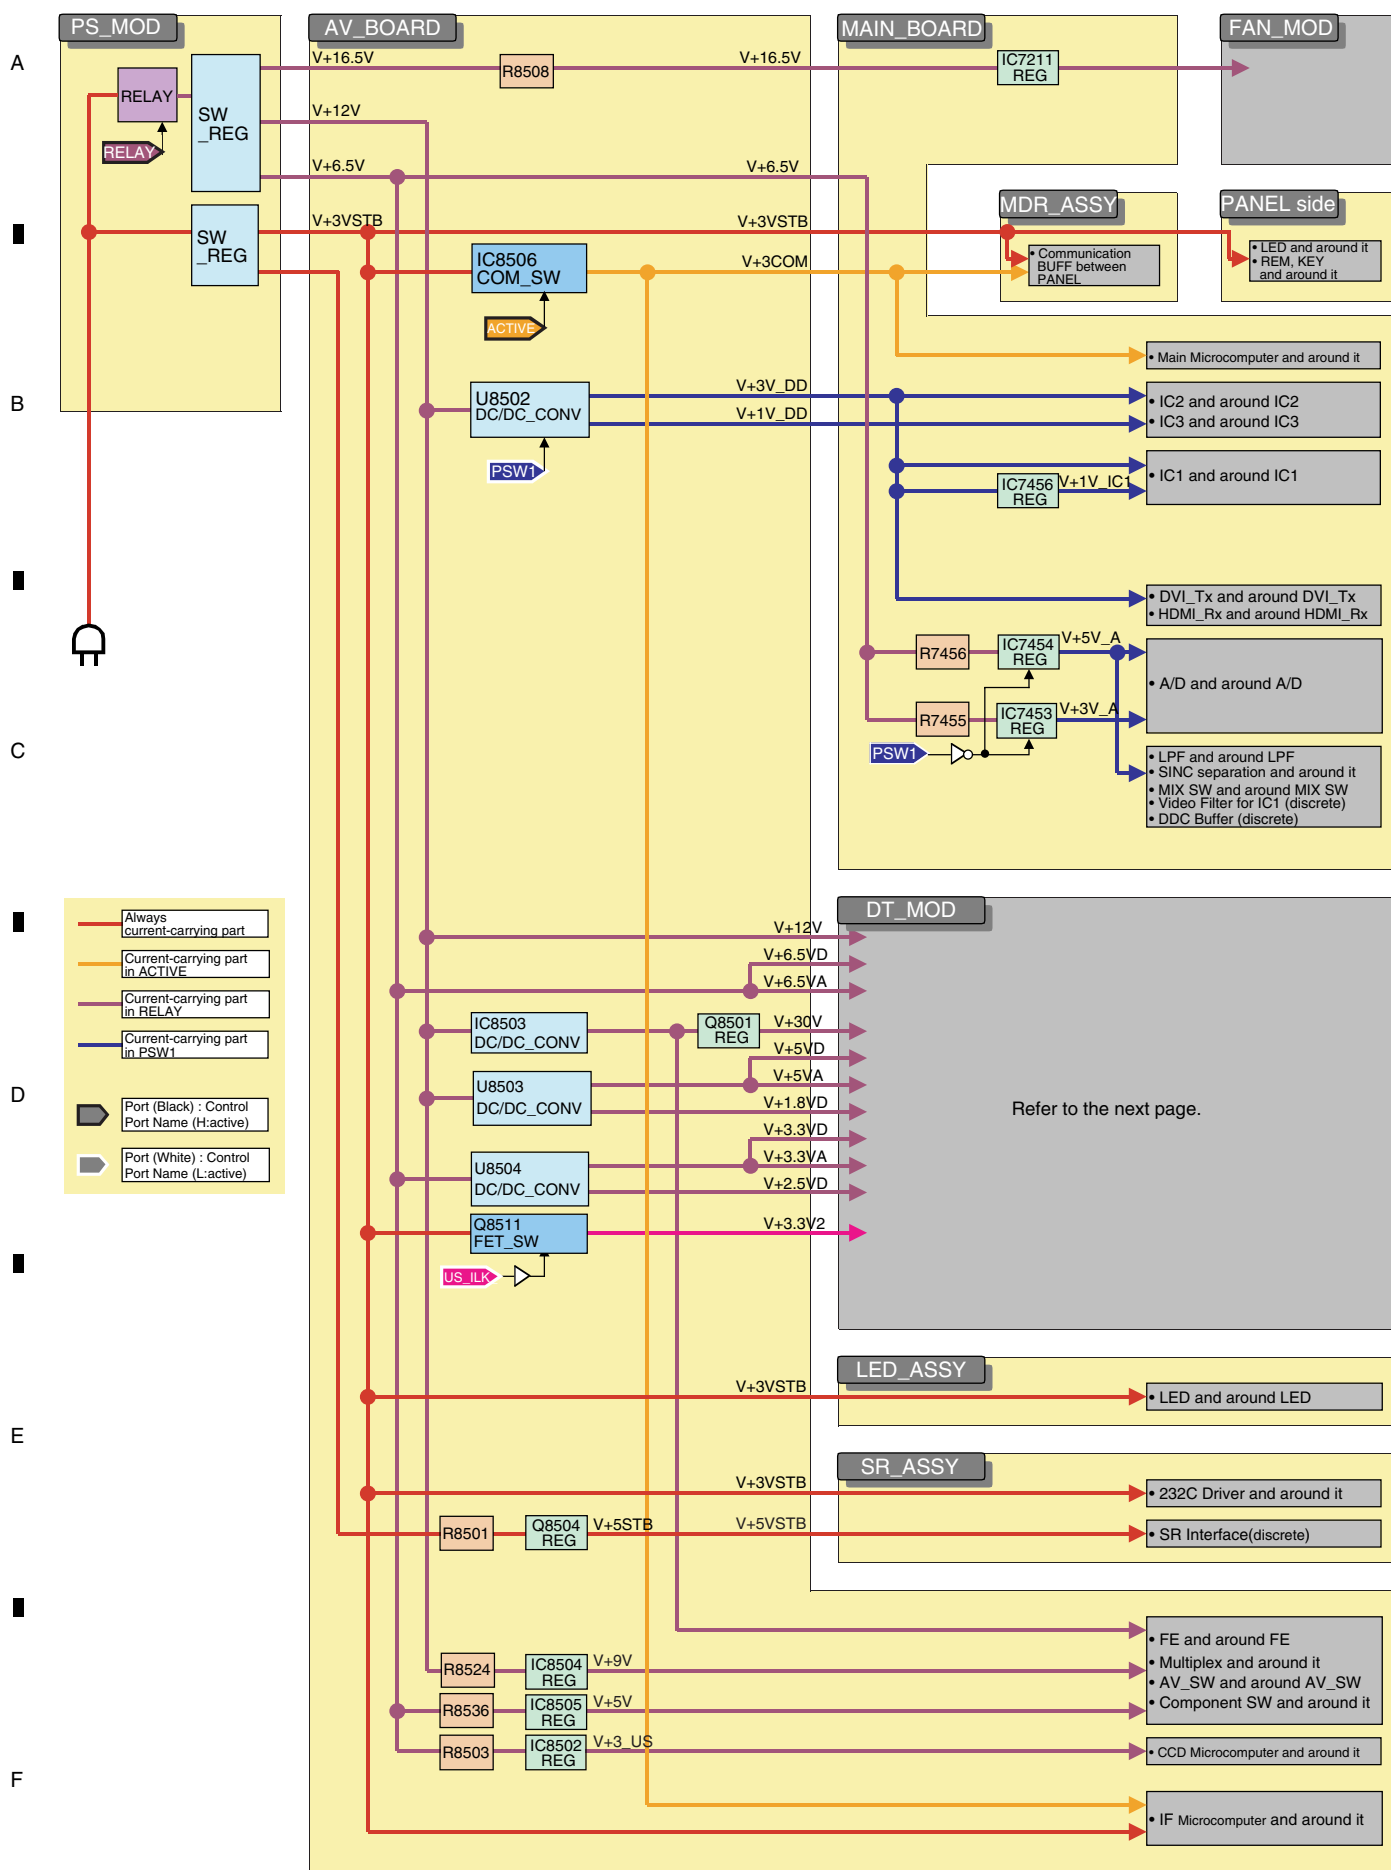 PS_MOD
AV_BOARD
MAIN_BOARD
FAN_MOD
A
V+16.5V
R8508
V+16.5V
IC7211
REG
RELAY
SW
_REG
V+12V
RELAY
V+6.5V
V+6.5V
MDR_ASSY
PANEL side
V+3VSTB
V+3VSTB
SW
_REG
IC8506
COM_SW
V+3COM
• Communication
BUFF between
PANEL
• LED and around it
• REM, KEY
and around it
ACTIVE
• Main Microcomputer and around it
B
U8502
DC/DC_CONV
V+3V_DD
V+1V_DD
• IC2 and around IC2
• IC3 and around IC3
PSW1
IC7456
REG
V+1V_IC1
• IC1 and around IC1
• DVI_Tx and around DVI_Tx
• HDMI_Rx and around HDMI_Rx
R7456
IC7454
REG
V+5V_A
• A/D and around A/D
R7455
IC7453
REG
V+3V_A
C
PSW1
• LPF and around LPF
• SINC separation and around it
• MIX SW and around MIX SW
• Video Filter for IC1 (discrete)
• DDC Buffer (discrete)
Always
current-carrying part
Current-carrying part
in ACTIVE
Current-carrying part
in RELAY
Current-carrying part
in PSW1
Port (Black) : Control
Port Name (H:active)
Port (White) : Control
Port Name (L:active)
DT_MOD
V+12V
V+6.5VD
V+6.5VA
IC8503
DC/DC_CONV
Q8501
REG
V+30V
V+5VD
D
U8503
DC/DC_CONV
V+5VA
V+1.8VD
Refer to the next page.
V+3.3VD
U8504
DC/DC_CONV
V+3.3VA
V+2.5VD
Q8511
FET_SW
V+3.3V2
US_ILK
LED_ASSY
V+3VSTB
• LED and around LED
E
SR_ASSY
V+3VSTB
• 232C Driver and around it
R8501
Q8504
REG
V+5STB
V+5VSTB
• SR Interface(discrete)
• FE and around FE
• Multiplex and around it
• AV_SW and around AV_SW
• Component SW and around it
R8524
IC8504
REG
V+9V
R8536
IC8505
REG
V+5V
R8503
IC8502
REG
V+3_US
• CCD Microcomputer and around it
F
• IF Microcomputer and around it